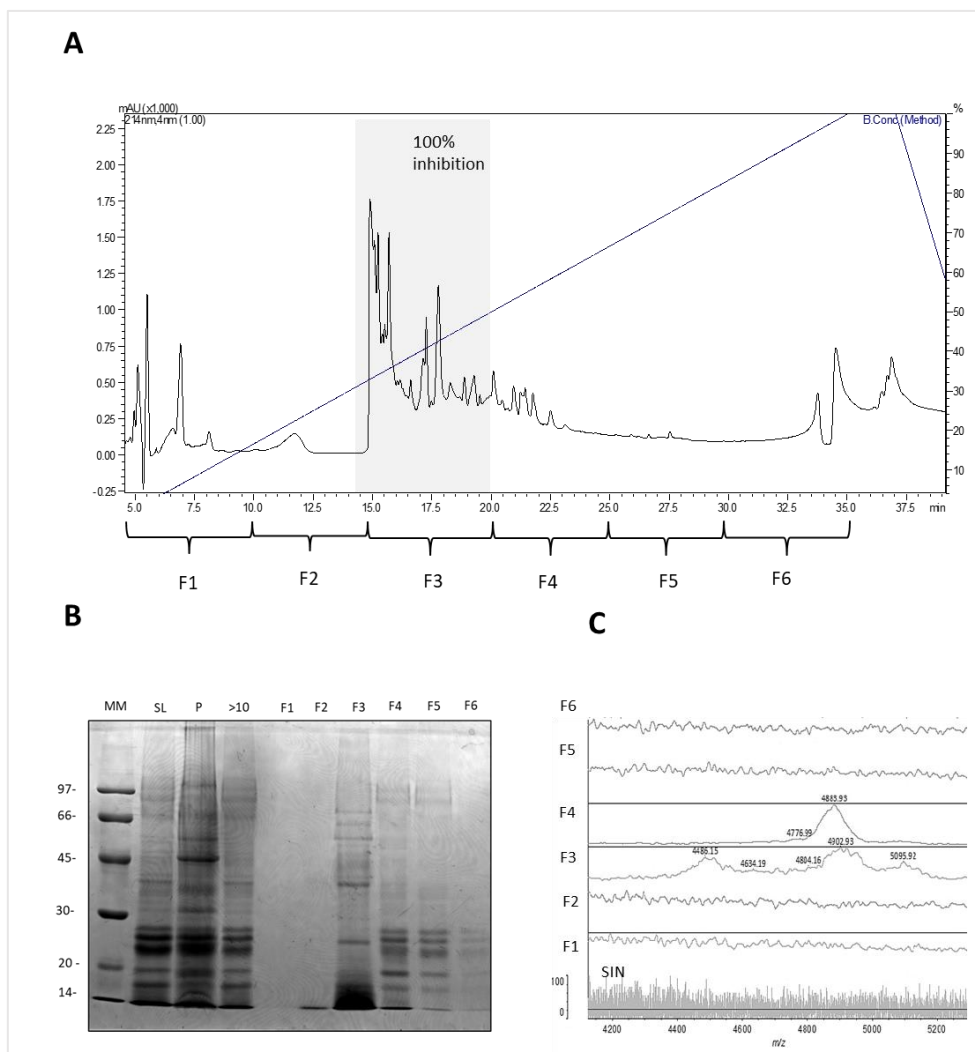 A
mAU (x1,000)
214nm,4nm (1.00)
%
B.Conc.(Method)
100%
inhibition
2.25
2.00
1.75
1.50
1.25
1.00
0.75
0.50
0.25
0.00
-0.25
90
80
70
60
50
40
30
20
10
5.0 7.5 10.0 12.5 15.0 17.5 20.0 22.5 25.0 27.5 30.0 32.5 35.0 37.5 min
F1 F2 F3 F4 F5 F6
B
MM SL P >10 F1 F2 F3 F4 F5 F6
97-
66-
45-
30-
20 -
14-
C
F6
F5
F4
4885.93
4776.99
F3
4902.93
4486.15
4634.19
4804.16
5095.92
F2
F1
SIN
100
0
4200 4400 4600 4800 5000 5200
m/z